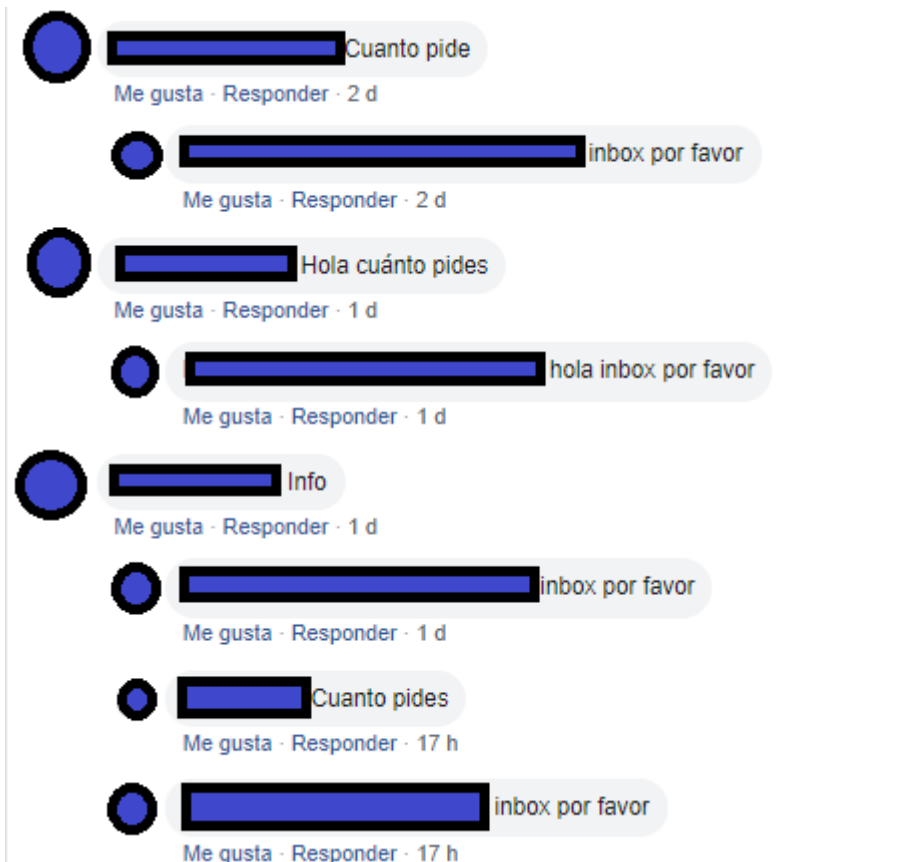 Cuanto pide
Me gusta · Responder · 2 d
inbox por favor
Me gusta · Responder · 2 d
Hola cuánto pides
Me gusta · Responder · 1 d
hola inbox por favor
Me gusta · Responder · 1 d
Info
Me gusta · Responder · 1 d
inbox por favor
Me gusta · Responder · 1 d
Cuanto pides
Me gusta · Responder · 17 h
inbox por favor
Me gusta · Responder · 17 h